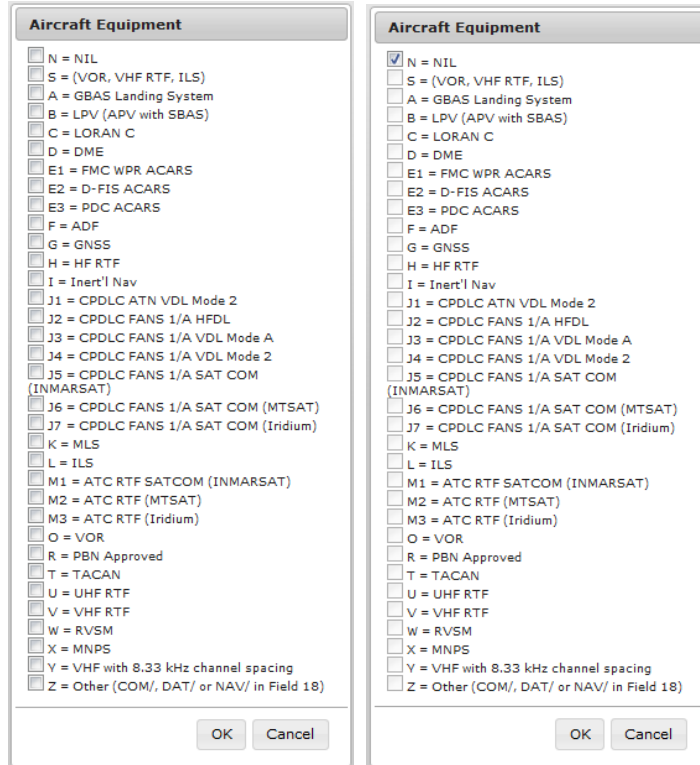 Aircraft Equipment
N = NIL
S = (VOR, VHF RTF, ILS)
A = GBAS Landing System
B = LPV (APV with SBAS)
C = LORAN C
D = DME
E1 = FMC WPR ACARS
E2 = D-FIS ACARS
E3 = PDC ACARS
F = ADF
G = GNSS
H = HF RTF
I = Inert'l Nav
J1 = CPDLC ATN VDL Mode 2
J2 = CPDLC FANS 1/A HFDL
J3 = CPDLC FANS 1/A VDL Mode A
J4 = CPDLC FANS 1/A VDL Mode 2
J5 = CPDLC FANS 1/A SAT COM
(INMARSAT)
J6 = CPDLC FANS 1/A SAT COM (MTSAT)
J7 = CPDLC FANS 1/A SAT COM (Iridium)
K = MLS
L = ILS
M1 = ATC RTF SATCOM (INMARSAT)
M2 = ATC RTF (MTSAT)
M3 = ATC RTF (Iridium)
O = VOR
R = PBN Approved
T = TACAN
U = UHF RTF
V = VHF RTF
W = RVSM
X = MNPS
Y = VHF with 8.33 kHz channel spacing
Z = Other (COM/, DAT/ or NAV/ in Field 18)
OK Cancel
Aircraft Equipment
N = NIL
S = (VOR, VHF RTF, ILS)
A = GBAS Landing System
B = LPV (APV with SBAS)
C = LORAN C
D = DME
E1 = FMC WPR ACARS
E2 = D-FIS ACARS
E3 = PDC ACARS
F = ADF
G = GNSS
H = HF RTF
I = Inert'l Nav
J1 = CPDLC ATN VDL Mode 2
J2 = CPDLC FANS 1/A HFDL
J3 = CPDLC FANS 1/A VDL Mode A
J4 = CPDLC FANS 1/A VDL Mode 2
J5 = CPDLC FANS 1/A SAT COM
(INMARSAT)
J6 = CPDLC FANS 1/A SAT COM (MTSAT)
J7 = CPDLC FANS 1/A SAT COM (Iridium)
K = MLS
L = ILS
M1 = ATC RTF SATCOM (INMARSAT)
M2 = ATC RTF (MTSAT)
M3 = ATC RTF (Iridium)
O = VOR
R = PBN Approved
T = TACAN
U = UHF RTF
V = VHF RTF
W = RVSM
X = MNPS
Y = VHF with 8.33 kHz channel spacing
Z = Other (COM/, DAT/ or NAV/ in Field 18)
OK Cancel